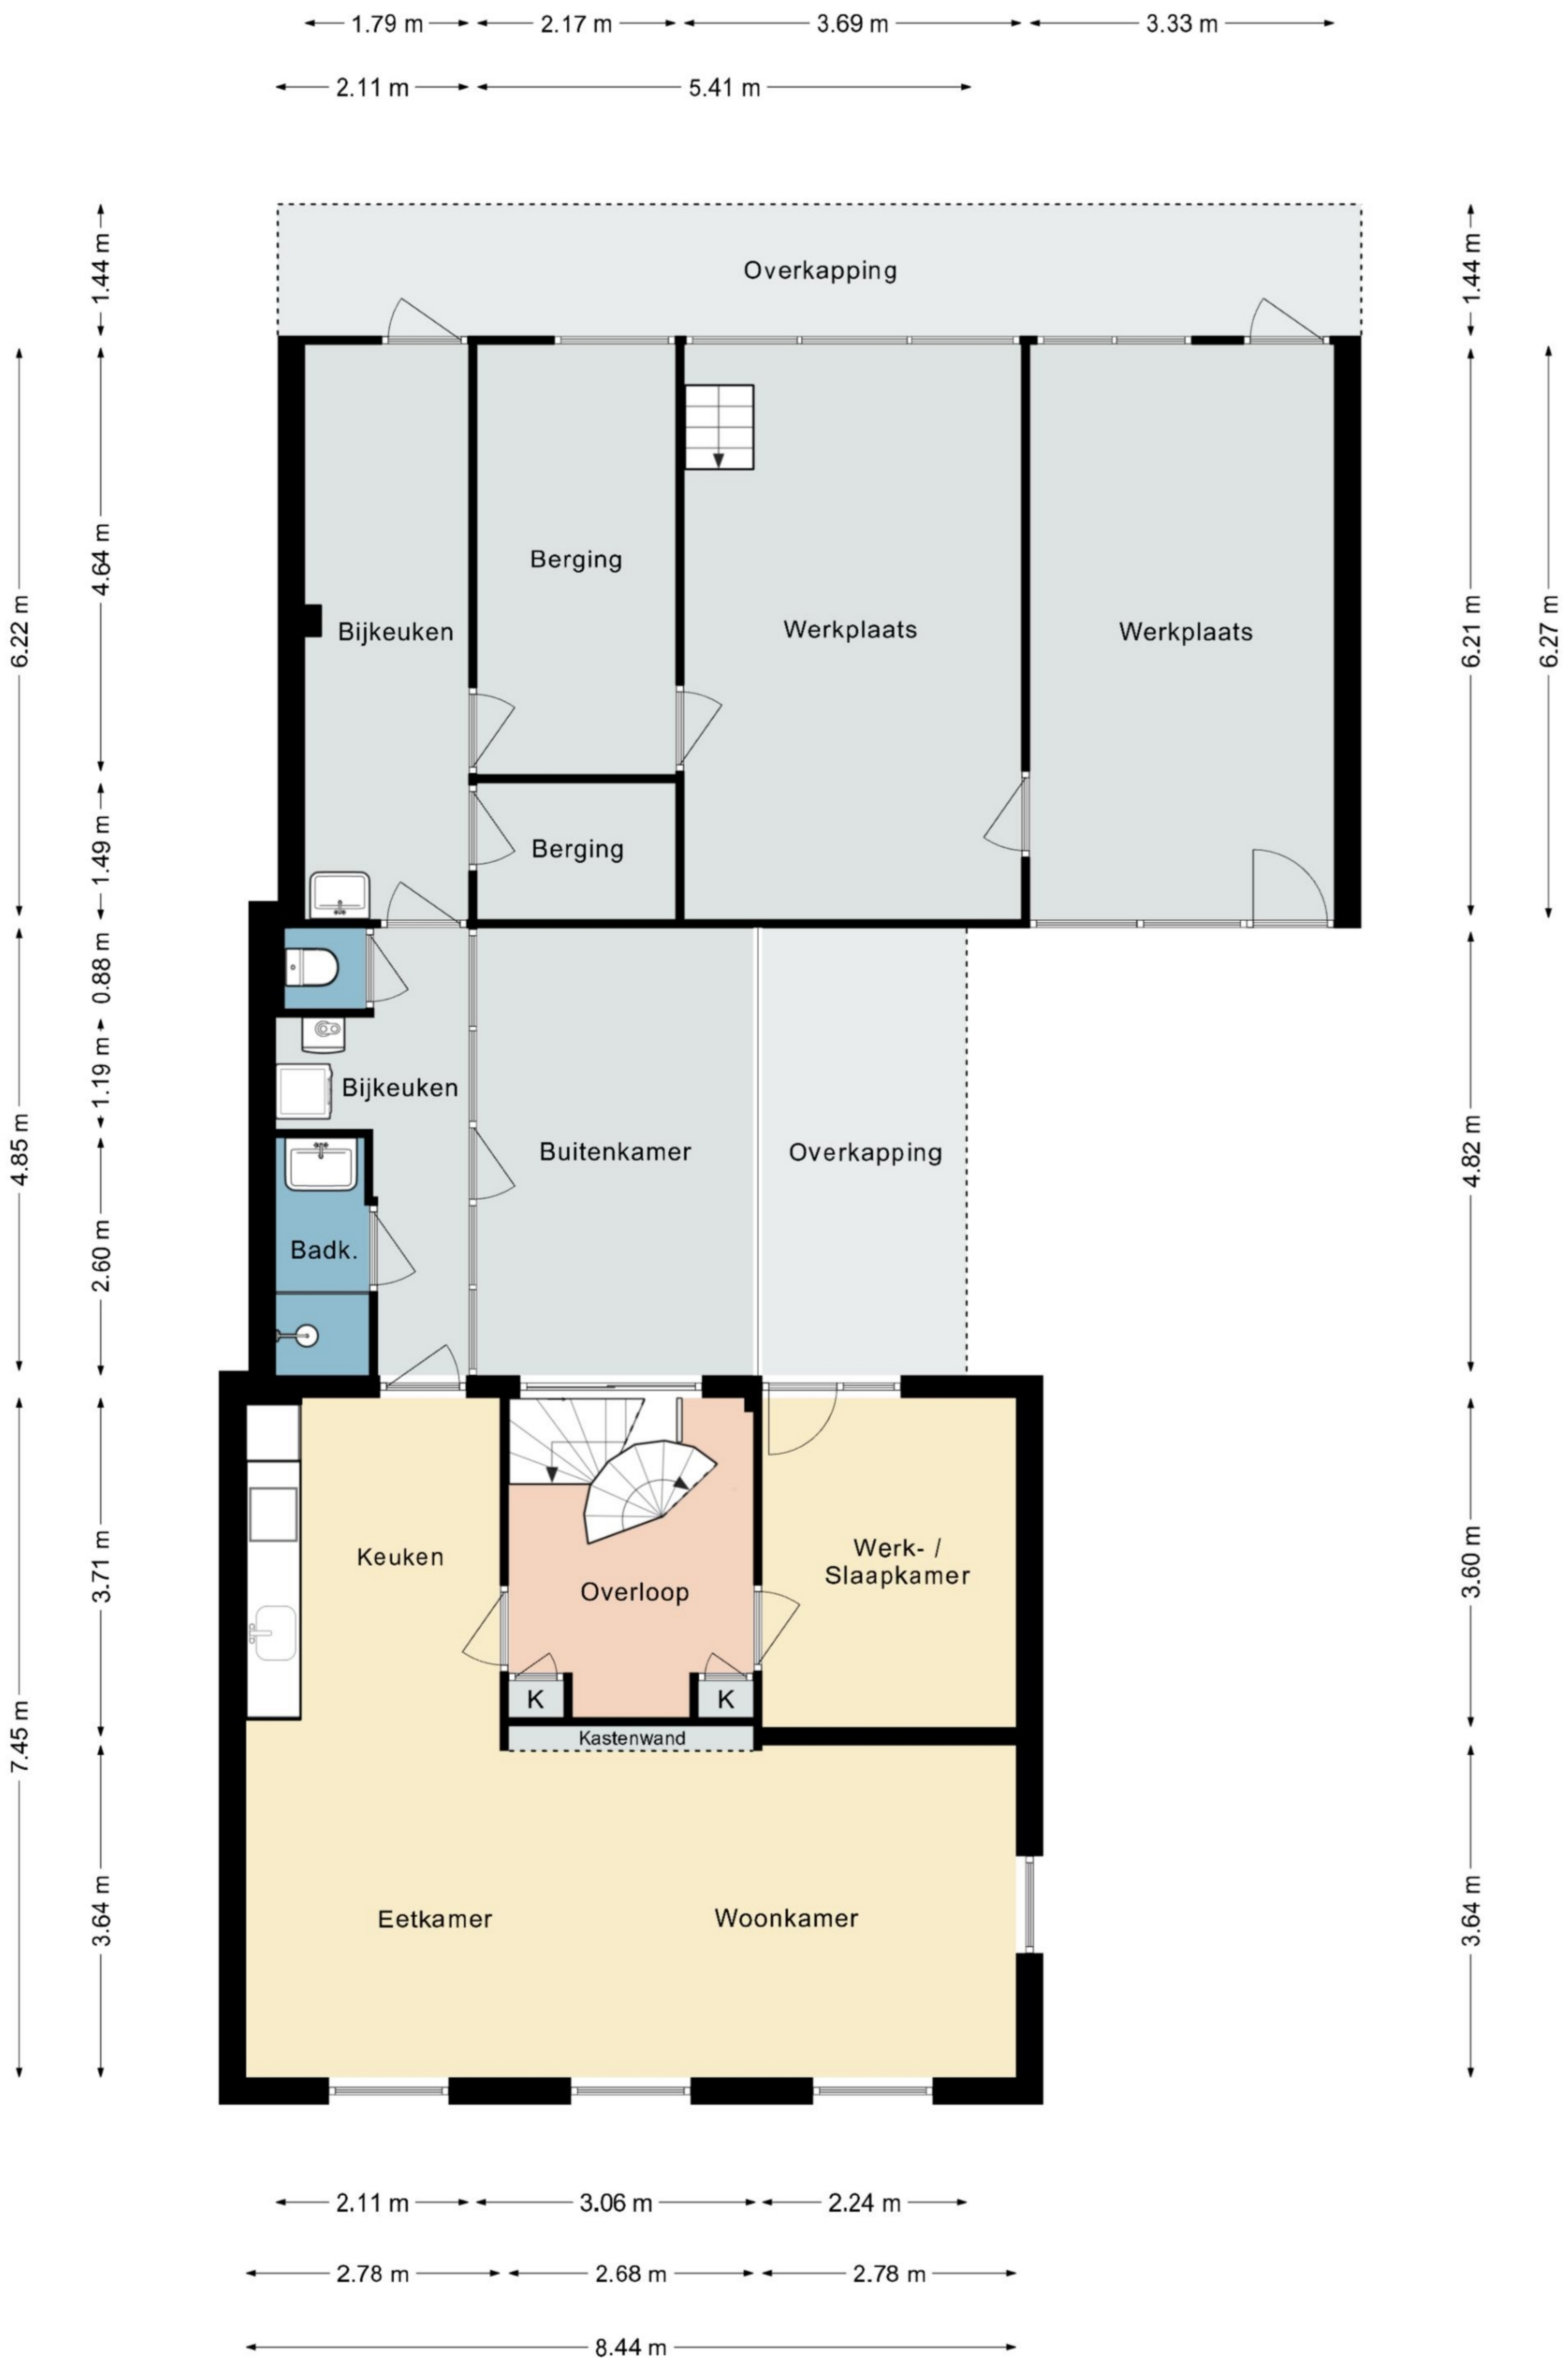 1.79 m
2.17 m
3.69 m
3.33 m
2.11 m
5.41 m
1.44 m
1.44 m
Overkapping
6.22 m
4.64 m
1.49 m
6.21 m
6.27 m
Berging
Bijkeuken
Werkplaats
Werkplaats
Berging
0.88 m
1.19 m
4.85 m
2.60 m
4.82 m
Bijkeuken
Buitenkamer
Overkapping
Badk.
7.45 m
3.71 m
3.60 m
Keuken
Werk- /
Slaapkamer
Overloop
K
K
Kastenwand
3.64 m
3.64 m
Eetkamer
Woonkamer
2.11 m
3.06 m
2.24 m
2.78 m
2.68 m
2.78 m
8.44 m